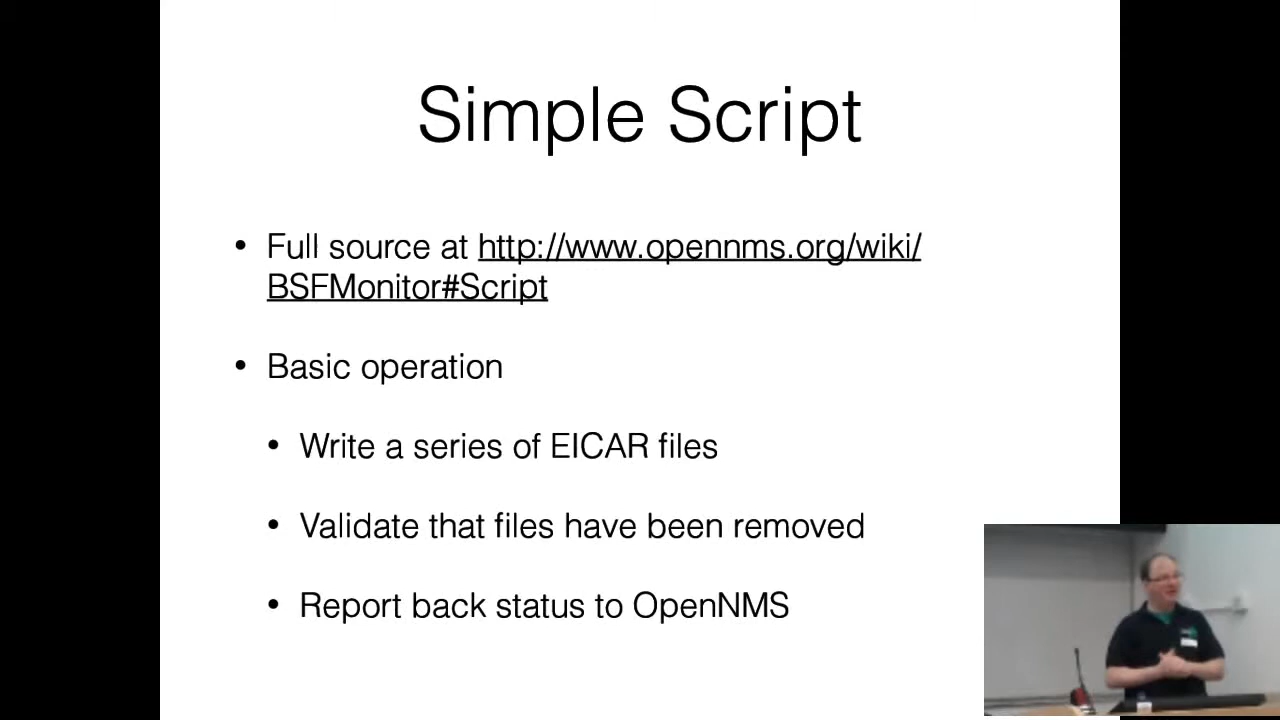 Simple Script
• Full source at http://www.opennms.org/wiki/
BSFMonitor#Script
• Basic operation
• Write a series of EICAR files
• Validate that files have been removed
• Report back status to OpenNMS